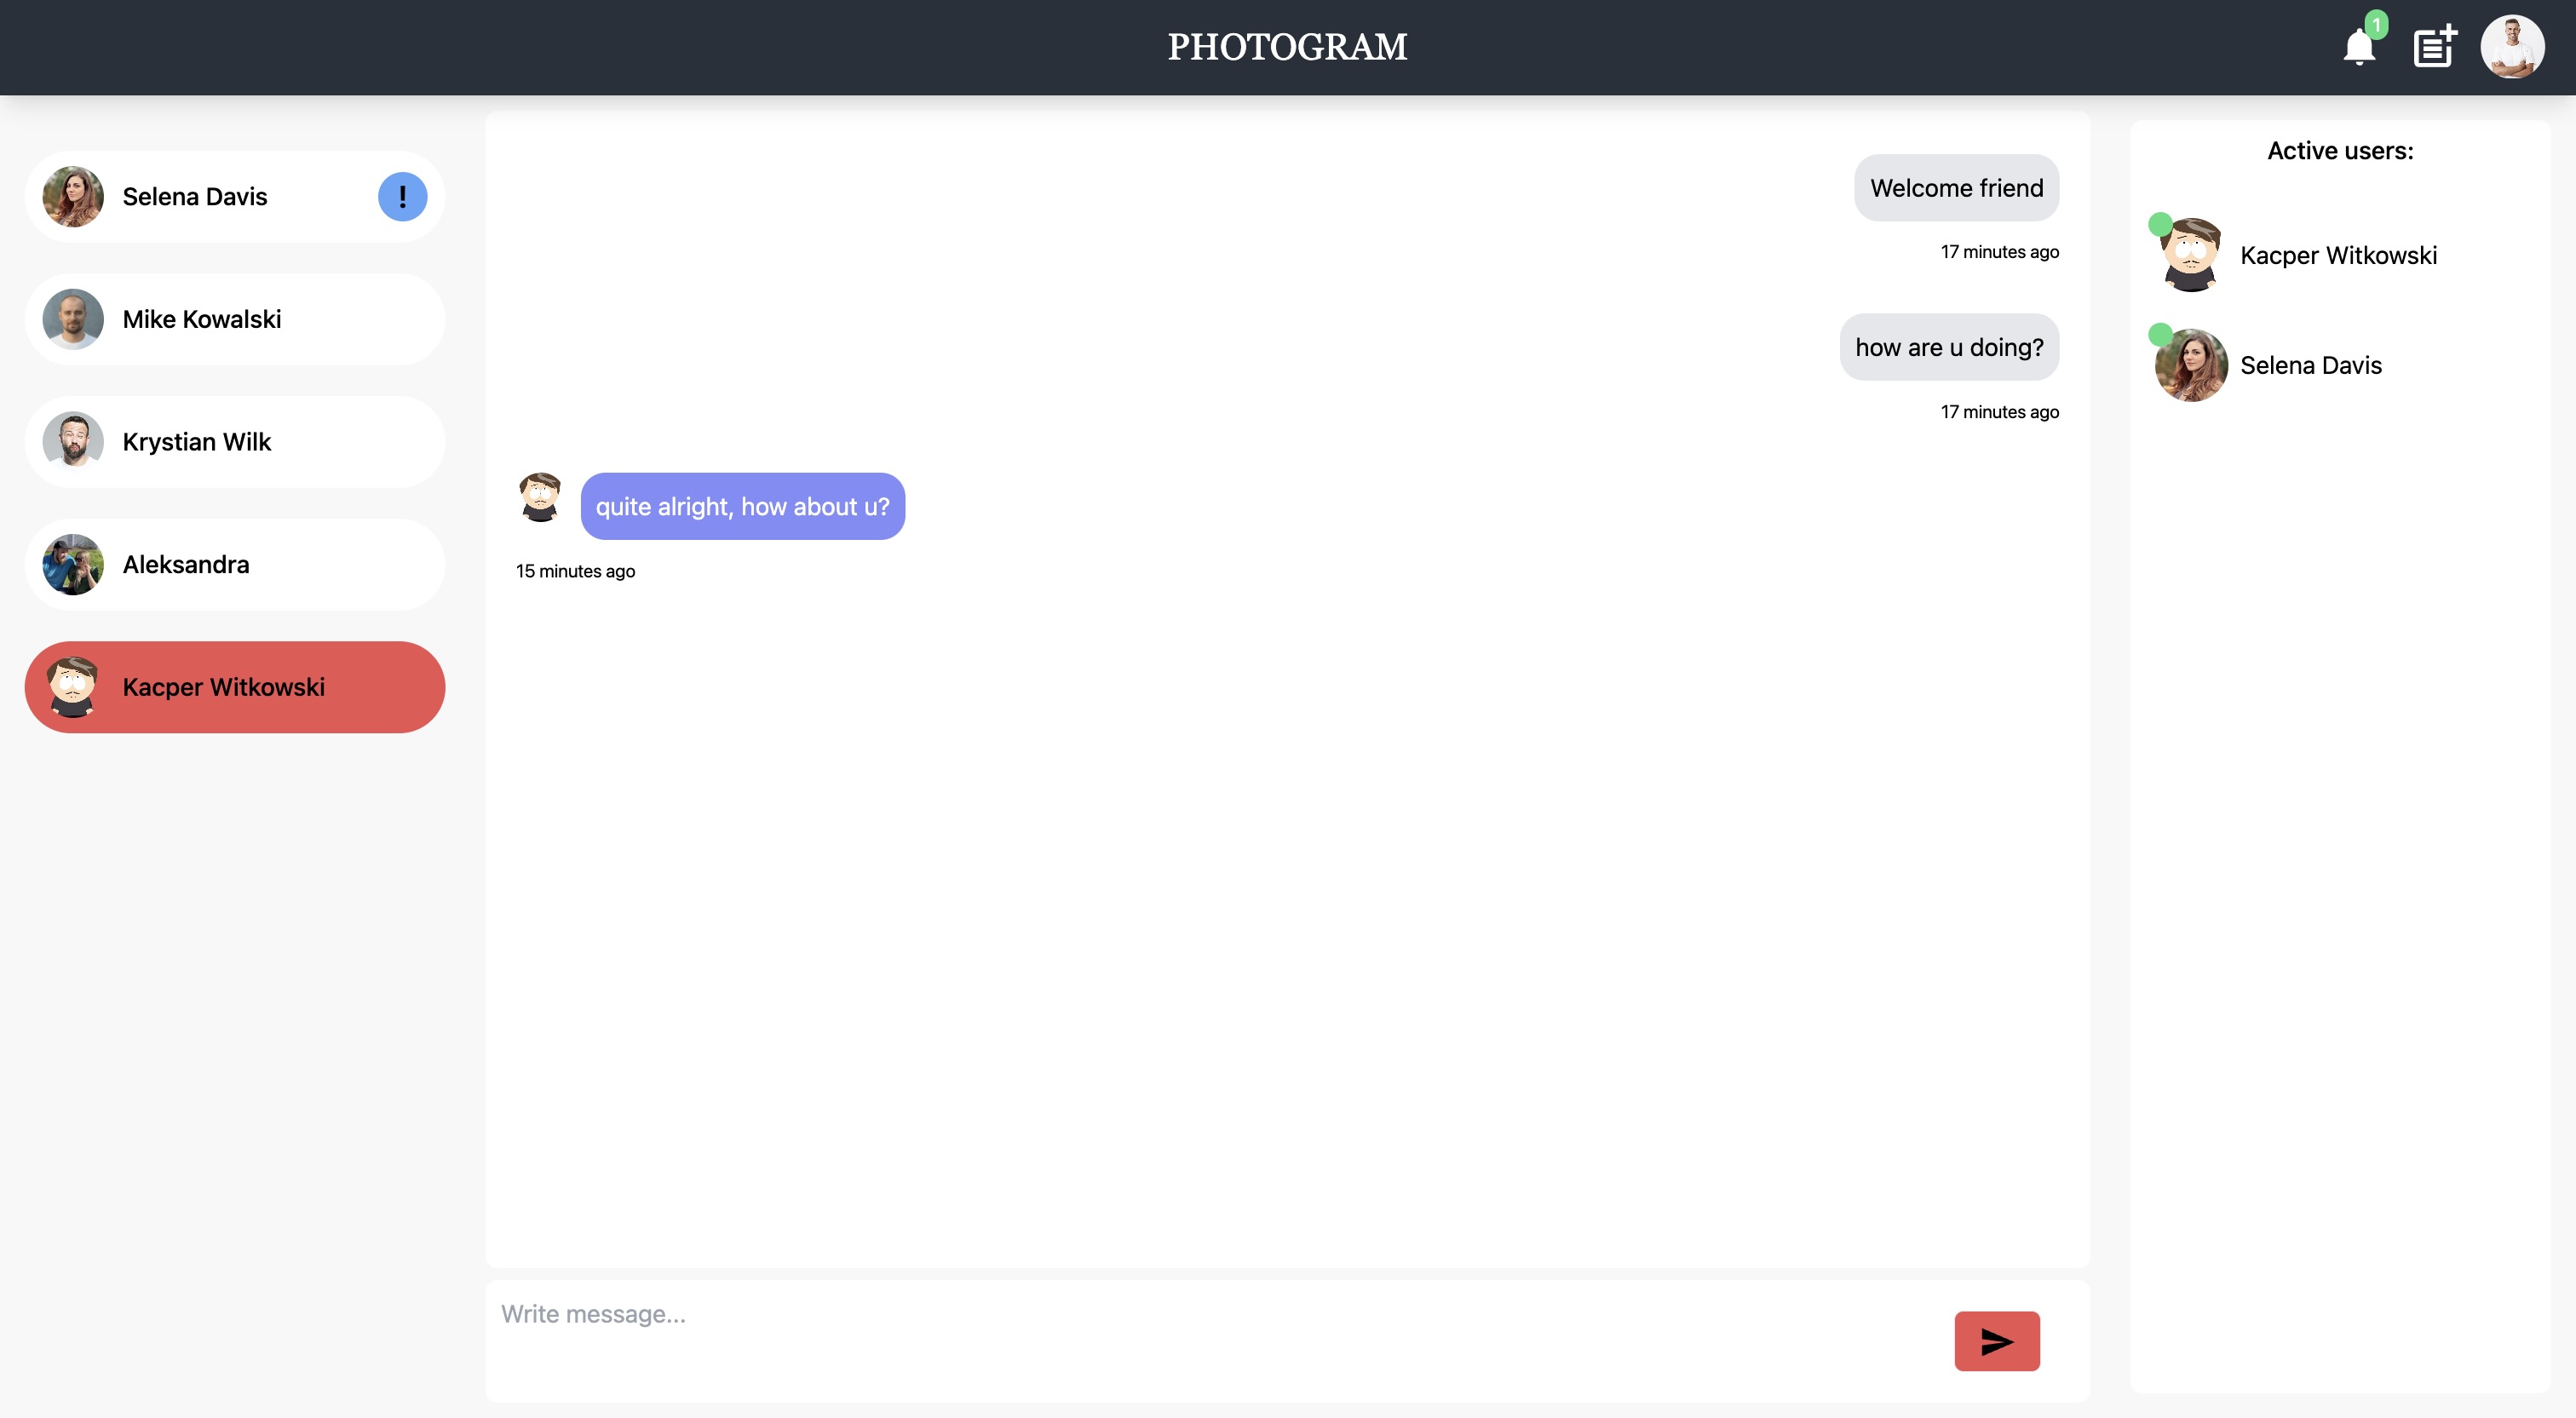 PHOTOGRAM
1
Selena Davis
!
Mike Kowalski
Krystian Wilk
Aleksandra
Kacper Witkowski
Welcome friend
17 minutes ago
how are u doing?
17 minutes ago
quite alright, how about u?
15 minutes ago
Write message...
Active users:
Kacper Witkowski
Selena Davis